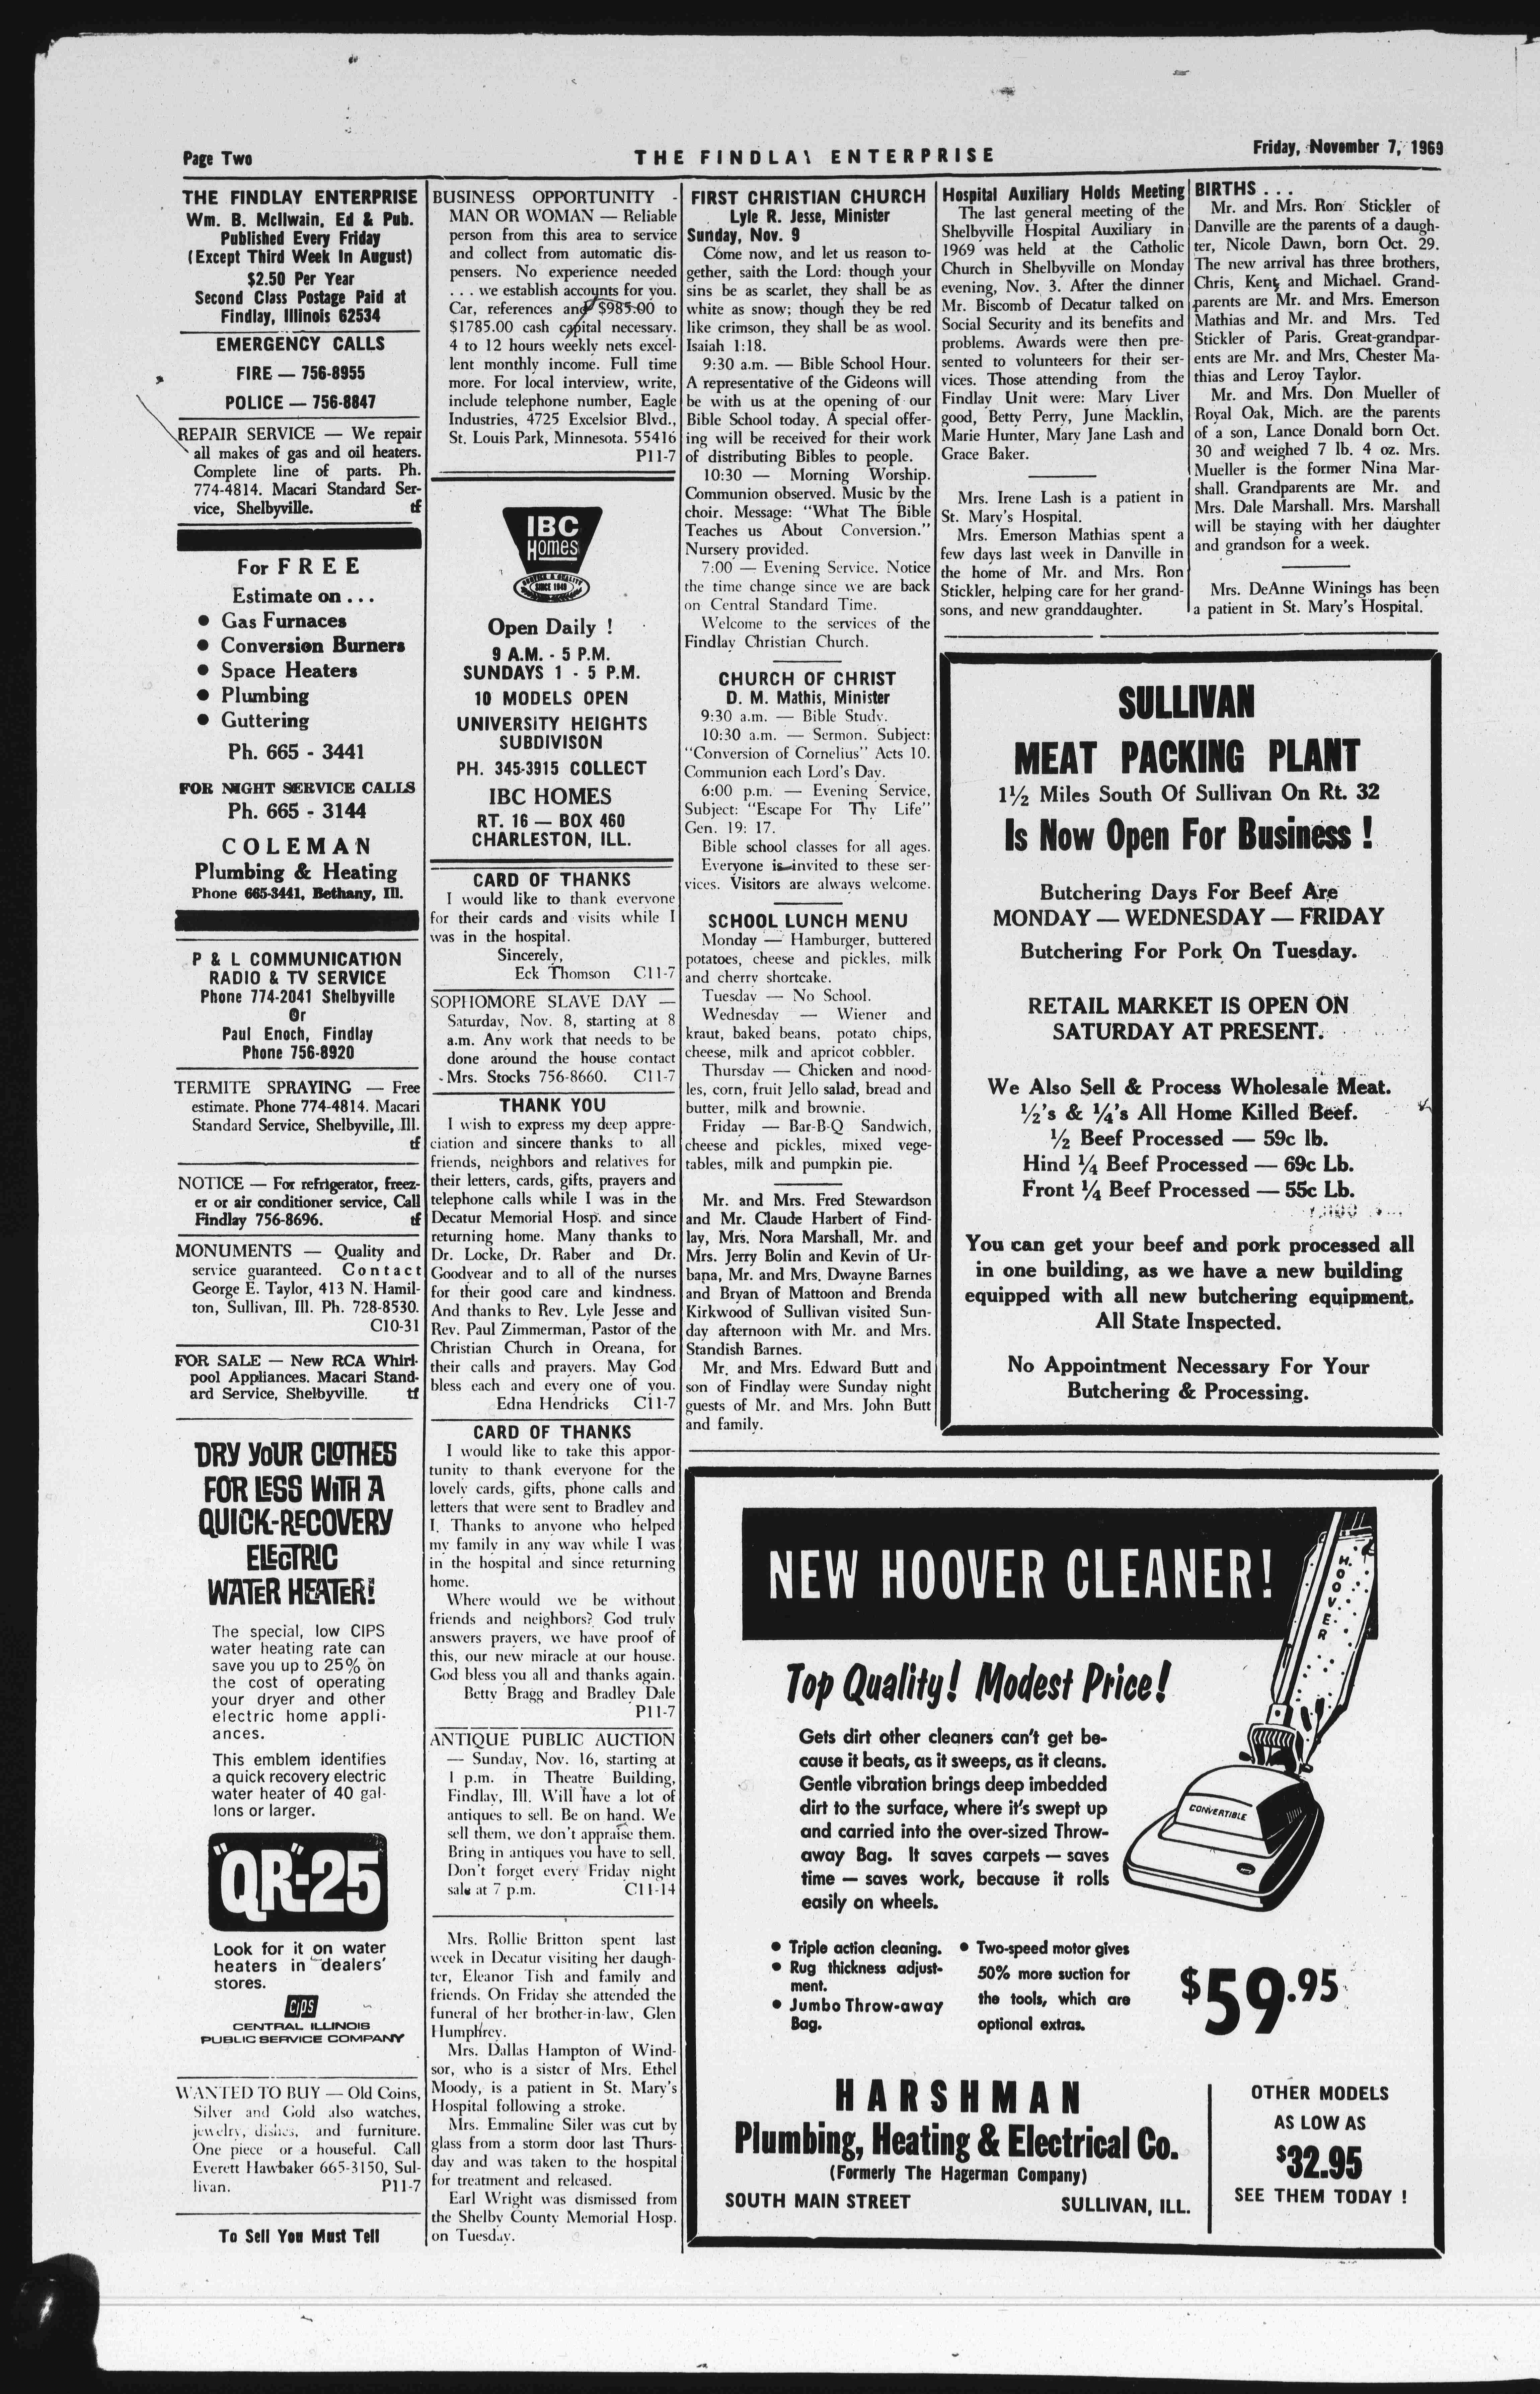 Page Two
THE FINDLAY ENTERPRISE
Friday, November 7, 1969
THE FINDLAY ENTERPRISE
Wm. B. McIlwain, Ed & Pub.
Published Every Friday
(Except Third Week In August)
$2.50 Per Year
Second Class Postage Paid at
Findlay, Illinois 62534
EMERGENCY CALLS
FIRE — 756-8955
POLICE — 756-8847
REPAIR SERVICE — We repair
all makes of gas and oil heaters.
Complete line of parts. Ph.
774-4814. Macari Standard Ser-
vice, Shelbyville. tf
For FREE
Estimate on . . .
● Gas Furnaces
● Conversion Burners
● Space Heaters
● Plumbing
● Guttering
Ph. 665 - 3441
FOR NIGHT SERVICE CALLS
Ph. 665 - 3144
COLEMAN
Plumbing & Heating
Phone 665-3441, Bethany, Ill.
P & L COMMUNICATION
RADIO & TV SERVICE
Phone 774-2041 Shelbyville
Or
Paul Enoch, Findlay
Phone 756-8920
TERMITE SPRAYING — Free
estimate. Phone 774-4814. Macari
Standard Service, Shelbyville, Ill.
tf
NOTICE — For refrigerator, freez-
er or air conditioner service, Call
Findlay 756-8696. tf
MONUMENTS — Quality and
service guaranteed. Contact
George E. Taylor, 413 N. Hamil-
ton, Sullivan, Ill. Ph. 728-8530.
C10-31
FOR SALE — New RCA Whirl-
pool Appliances. Macari Stand-
ard Service, Shelbyville. tf
DRY YOUR CLOTHES
FOR LESS WITH A
QUICK-RECOVERY
ELECTRIC
WATER HEATER!
The special, low CIPS
water heating rate can
save you up to 25% on
the cost of operating
your dryer and other
electric home appli-
ances.
This emblem identifies
a quick recovery electric
water heater of 40 gal-
lons or larger.
"QR"-25
Look for it on water
heaters in dealers'
stores.
CIPS
CENTRAL ILLINOIS
PUBLIC SERVICE COMPANY
WANTED TO BUY — Old Coins,
Silver and Gold also watches,
jewelry, dishes, and furniture.
One piece or a houseful. Call
Everett Hawbaker 665-3150, Sul-
livan. P11-7
To Sell You Must Tell
BUSINESS OPPORTUNITY -
MAN OR WOMAN — Reliable
person from this area to service
and collect from automatic dis-
pensers. No experience needed
. . . we establish accounts for you.
Car, references and $985.00 to
$1785.00 cash capital necessary.
4 to 12 hours weekly nets excel-
lent monthly income. Full time
more. For local interview, write,
include telephone number, Eagle
Industries, 4725 Excelsior Blvd.,
St. Louis Park, Minnesota. 55416
P11-7
IBC
Homes
SERVICE & QUALITY
SINCE 1946
Open Daily !
9 A.M. - 5 P.M.
SUNDAYS 1 - 5 P.M.
10 MODELS OPEN
UNIVERSITY HEIGHTS
SUBDIVISON
PH. 345-3915 COLLECT
IBC HOMES
RT. 16 — BOX 460
CHARLESTON, ILL.
CARD OF THANKS
I would like to thank everyone
for their cards and visits while I
was in the hospital.
Sincerely,
Eck Thomson C11-7
SOPHOMORE SLAVE DAY —
Saturday, Nov. 8, starting at 8
a.m. Any work that needs to be
done around the house contact
Mrs. Stocks 756-8660. C11-7
THANK YOU
I wish to express my deep appre-
ciation and sincere thanks to all
friends, neighbors and relatives for
their letters, cards, gifts, prayers and
telephone calls while I was in the
Decatur Memorial Hosp. and since
returning home. Many thanks to
Dr. Locke, Dr. Raber and Dr.
Goodyear and to all of the nurses
for their good care and kindness.
And thanks to Rev. Lyle Jesse and
Rev. Paul Zimmerman, Pastor of the
Christian Church in Oreana, for
their calls and prayers. May God
bless each and every one of you.
Edna Hendricks C11-7
CARD OF THANKS
I would like to take this appor-
tunity to thank everyone for the
lovely cards, gifts, phone calls and
letters that were sent to Bradley and
I. Thanks to anyone who helped
my family in any way while I was
in the hospital and since returning
home.
Where would we be without
friends and neighbors? God truly
answers prayers, we have proof of
this, our new miracle at our house.
God bless you all and thanks again.
Betty Bragg and Bradley Dale
P11-7
ANTIQUE PUBLIC AUCTION
— Sunday, Nov. 16, starting at
1 p.m. in Theatre Building,
Findlay, Ill. Will have a lot of
antiques to sell. Be on hand. We
sell them, we don't appraise them.
Bring in antiques you have to sell.
Don't forget every Friday night
sale at 7 p.m. C11-14
Mrs. Rollie Britton spent last
week in Decatur visiting her daugh-
ter, Eleanor Tish and family and
friends. On Friday she attended the
funeral of her brother-in-law, Glen
Humphrey.
Mrs. Dallas Hampton of Wind-
sor, who is a sister of Mrs. Ethel
Moody, is a patient in St. Mary's
Hospital following a stroke.
Mrs. Emmaline Siler was cut by
glass from a storm door last Thurs-
day and was taken to the hospital
for treatment and released.
Earl Wright was dismissed from
the Shelby County Memorial Hosp.
on Tuesday.
FIRST CHRISTIAN CHURCH
Lyle R. Jesse, Minister
Sunday, Nov. 9
Come now, and let us reason to-
gether, saith the Lord: though your
sins be as scarlet, they shall be as
white as snow; though they be red
like crimson, they shall be as wool.
Isaiah 1:18.
9:30 a.m. — Bible School Hour.
A representative of the Gideons will
be with us at the opening of our
Bible School today. A special offer-
ing will be received for their work
of distributing Bibles to people.
10:30 — Morning Worship.
Communion observed. Music by the
choir. Message: "What The Bible
Teaches us About Conversion."
Nursery provided.
7:00 — Evening Service. Notice
the time change since we are back
on Central Standard Time.
Welcome to the services of the
Findlay Christian Church.
CHURCH OF CHRIST
D. M. Mathis, Minister
9:30 a.m. — Bible Study.
10:30 a.m. — Sermon. Subject:
"Conversion of Cornelius" Acts 10.
Communion each Lord's Day.
6:00 p.m. — Evening Service,
Subject: "Escape For Thy Life"
Gen. 19: 17.
Bible school classes for all ages.
Everyone is invited to these ser-
vices. Visitors are always welcome.
SCHOOL LUNCH MENU
Monday — Hamburger, buttered
potatoes, cheese and pickles, milk
and cherry shortcake.
Tuesday — No School.
Wednesday — Wiener and
kraut, baked beans, potato chips,
cheese, milk and apricot cobbler.
Thursday — Chicken and nood-
les, corn, fruit Jello salad, bread and
butter, milk and brownie.
Friday — Bar-B-Q Sandwich,
cheese and pickles, mixed vege-
tables, milk and pumpkin pie.
Mr. and Mrs. Fred Stewardson
and Mr. Claude Harbert of Find-
lay, Mrs. Nora Marshall, Mr. and
Mrs. Jerry Bolin and Kevin of Ur-
bana, Mr. and Mrs. Dwayne Barnes
and Bryan of Mattoon and Brenda
Kirkwood of Sullivan visited Sun-
day afternoon with Mr. and Mrs.
Standish Barnes.
Mr. and Mrs. Edward Butt and
son of Findlay were Sunday night
guests of Mr. and Mrs. John Butt
and family.
Hospital Auxiliary Holds Meeting
The last general meeting of the
Shelbyville Hospital Auxiliary in
1969 was held at the Catholic
Church in Shelbyville on Monday
evening, Nov. 3. After the dinner
Mr. Biscomb of Decatur talked on
Social Security and its benefits and
problems. Awards were then pre-
sented to volunteers for their ser-
vices. Those attending from the
Findlay Unit were: Mary Liver
good, Betty Perry, June Macklin,
Marie Hunter, Mary Jane Lash and
Grace Baker.
Mrs. Irene Lash is a patient in
St. Mary's Hospital.
Mrs. Emerson Mathias spent a
few days last week in Danville in
the home of Mr. and Mrs. Ron
Stickler, helping care for her grand-
sons, and new granddaughter.
BIRTHS . . .
Mr. and Mrs. Ron Stickler of
Danville are the parents of a daugh-
ter, Nicole Dawn, born Oct. 29.
The new arrival has three brothers,
Chris, Kent, and Michael. Grand-
parents are Mr. and Mrs. Emerson
Mathias and Mr. and Mrs. Ted
Stickler of Paris. Great-grandpar-
ents are Mr. and Mrs. Chester Ma-
thias and Leroy Taylor.
Mr. and Mrs. Don Mueller of
Royal Oak, Mich. are the parents
of a son, Lance Donald born Oct.
30 and weighed 7 lb. 4 oz. Mrs.
Mueller is the former Nina Mar-
shall. Grandparents are Mr. and
Mrs. Dale Marshall. Mrs. Marshall
will be staying with her daughter
and grandson for a week.
Mrs. DeAnne Winings has been
a patient in St. Mary's Hospital.
SULLIVAN
MEAT PACKING PLANT
1½ Miles South Of Sullivan On Rt. 32
Is Now Open For Business !
Butchering Days For Beef Are
MONDAY — WEDNESDAY — FRIDAY
Butchering For Pork On Tuesday.
RETAIL MARKET IS OPEN ON
SATURDAY AT PRESENT.
We Also Sell & Process Wholesale Meat.
½'s & ¼'s All Home Killed Beef.
½ Beef Processed — 59c lb.
Hind ¼ Beef Processed — 69c Lb.
Front ¼ Beef Processed — 55c Lb.
You can get your beef and pork processed all
in one building, as we have a new building
equipped with all new butchering equipment.
All State Inspected.
No Appointment Necessary For Your
Butchering & Processing.
NEW HOOVER CLEANER!
HOOVER
Top Quality! Modest Price!
Gets dirt other cleaners can't get be-
cause it beats, as it sweeps, as it cleans.
Gentle vibration brings deep imbedded
dirt to the surface, where it's swept up
and carried into the over-sized Throw-
away Bag. It saves carpets — saves
time — saves work, because it rolls
easily on wheels.
CONVERTIBLE
● Triple action cleaning.
● Rug thickness adjust-
ment.
● Jumbo Throw-away
Bag.
● Two-speed motor gives
50% more suction for
the tools, which are
optional extras.
$59.95
HARSHMAN
Plumbing, Heating & Electrical Co.
(Formerly The Hagerman Company)
SOUTH MAIN STREET SULLIVAN, ILL.
OTHER MODELS
AS LOW AS
$32.95
SEE THEM TODAY !